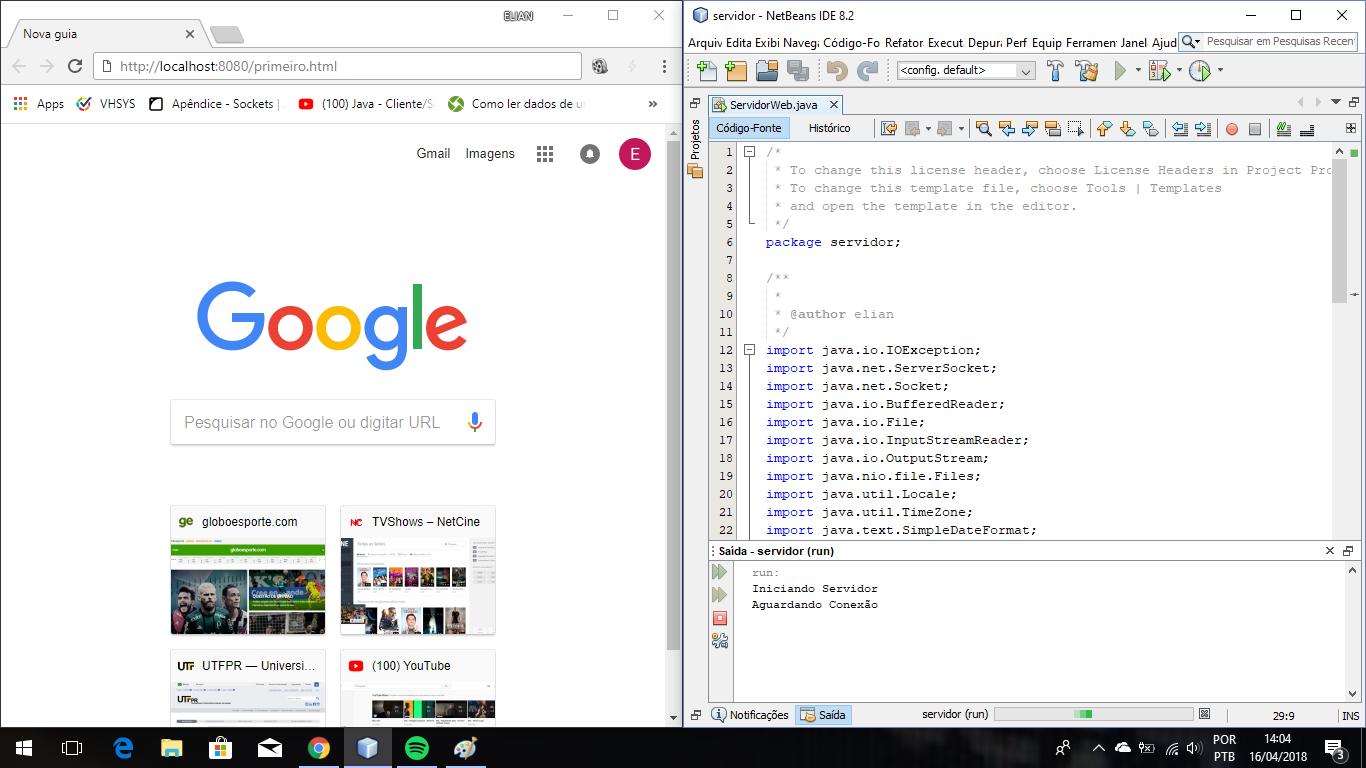 ELIAN
Nova guia
http://localhost:8080/primeiro.html
Apps
VHSYS
Apêndice - Sockets |
(100) Java - Cliente/S
Como ler dados de u
»
Gmail
Imagens
E
Google
Pesquisar no Google ou digitar URL
ge globoesporte.com
globoesporte.com
NC TVShows – NetCine
UTF UTFPR — Universi...
UTFPR
(100) YouTube
servidor - NetBeans IDE 8.2
Arquiv Edita Exibi Navega Código-Fo Refator Execut Depura Perf Equip Ferramen Janel Ajud
Pesquisar em Pesquisas Recen
<config. default>
Projetos
ServidorWeb.java
Código-Fonte Histórico
1 /*
2 * To change this license header, choose License Headers in Project Pro
3 * To change this template file, choose Tools | Templates
4 * and open the template in the editor.
5 */
6 package servidor;
7
8 /**
9 *
10 * @author elian
11 */
12 import java.io.IOException;
13 import java.net.ServerSocket;
14 import java.net.Socket;
15 import java.io.BufferedReader;
16 import java.io.File;
17 import java.io.InputStreamReader;
18 import java.io.OutputStream;
19 import java.nio.file.Files;
20 import java.util.Locale;
21 import java.util.TimeZone;
22 import java.text.SimpleDateFormat;
Saída - servidor (run)
run:
Iniciando Servidor
Aguardando Conexão
Notificações
Saída
servidor (run)
29:9
INS
POR
PTB
14:04
16/04/2018
3